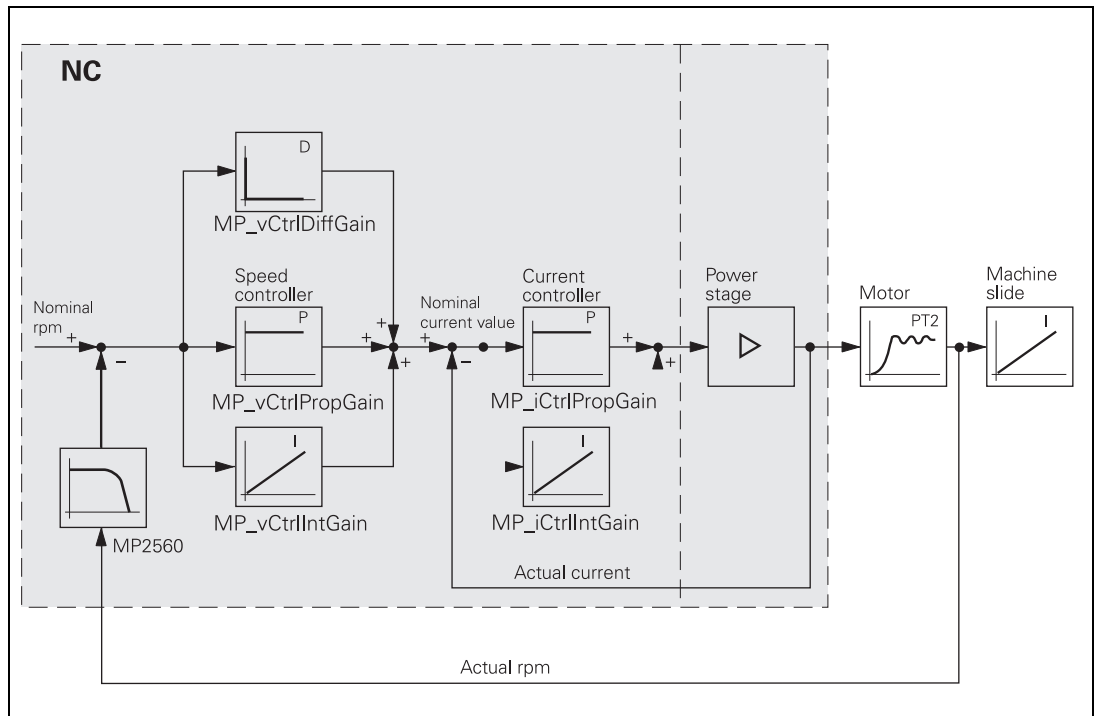 NC
D
MP_vCtrlDiffGain
Speed
controller
P
MP_vCtrlPropGain
I
MP_vCtrlIntGain
Nominal
rpm
+
−
MP2560
+
+
+
Nominal
current value
+
−
Current
controller
P
MP_iCtrlPropGain
I
MP_iCtrlIntGain
+
+
Actual current
Power
stage
Motor
PT2
Machine
slide
I
Actual rpm